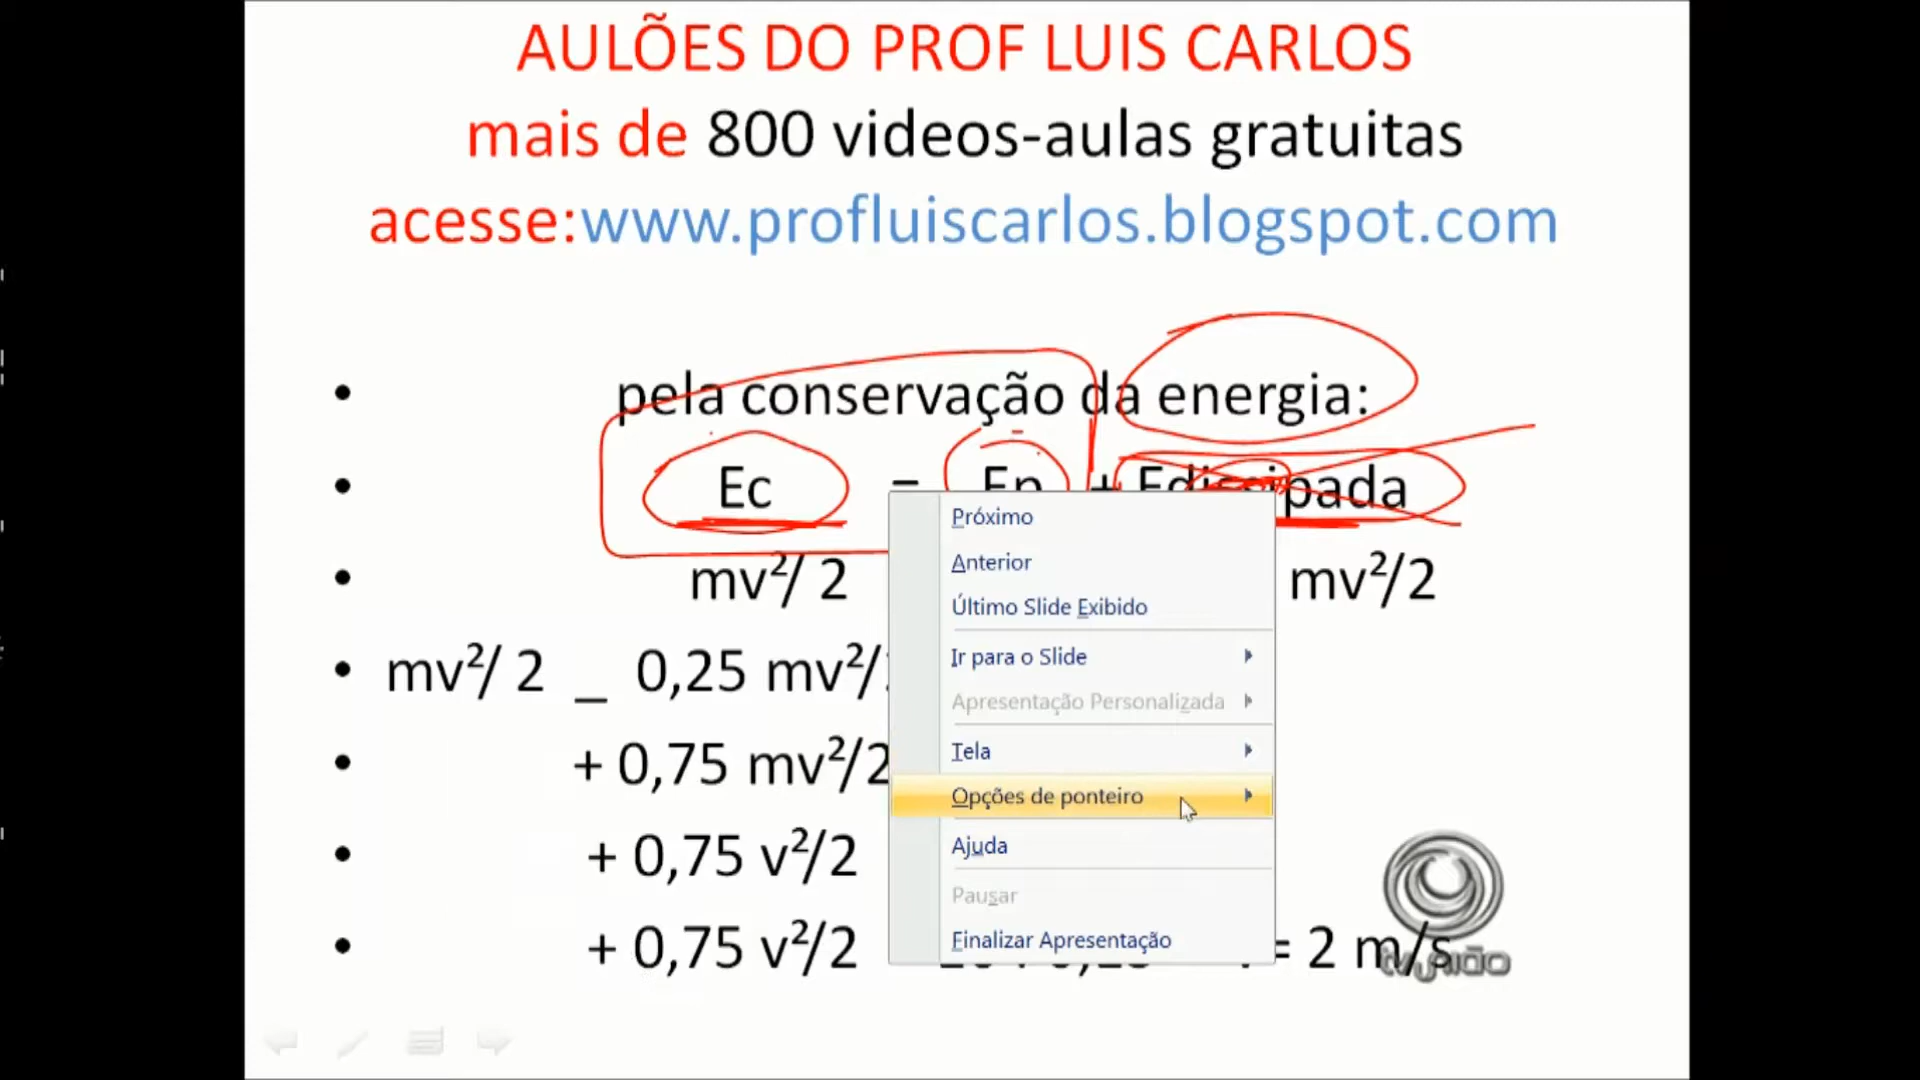 AULÕES DO PROF LUIS CARLOS
mais de 800 videos-aulas gratuitas
acesse:www.profluiscarlos.blogspot.com
• pela conservação da energia:
• Ec = Ep + Edissipada
• mv²/ 2 mv²/2
• mv²/ 2 _ 0,25 mv²/
• + 0,75 mv²/2
• + 0,75 v²/2
• + 0,75 v²/2 = 2 m/s
Próximo
Anterior
Último Slide Exibido
Ir para o Slide
Apresentação Personalizada
Tela
Opções de ponteiro
Ajuda
Pausar
Finalizar Apresentação
tvunião